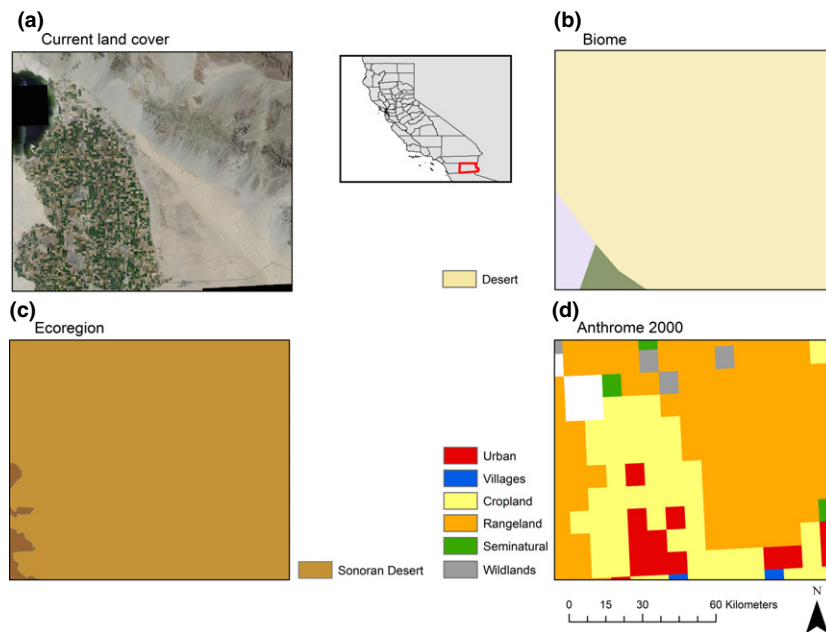 (a)
Current land cover
(b)
Biome
Desert
(c)
Ecoregion
Sonoran Desert
(d)
Anthrome 2000
Urban
Villages
Cropland
Rangeland
Seminatural
Wildlands
N
0 15 30 60 Kilometers